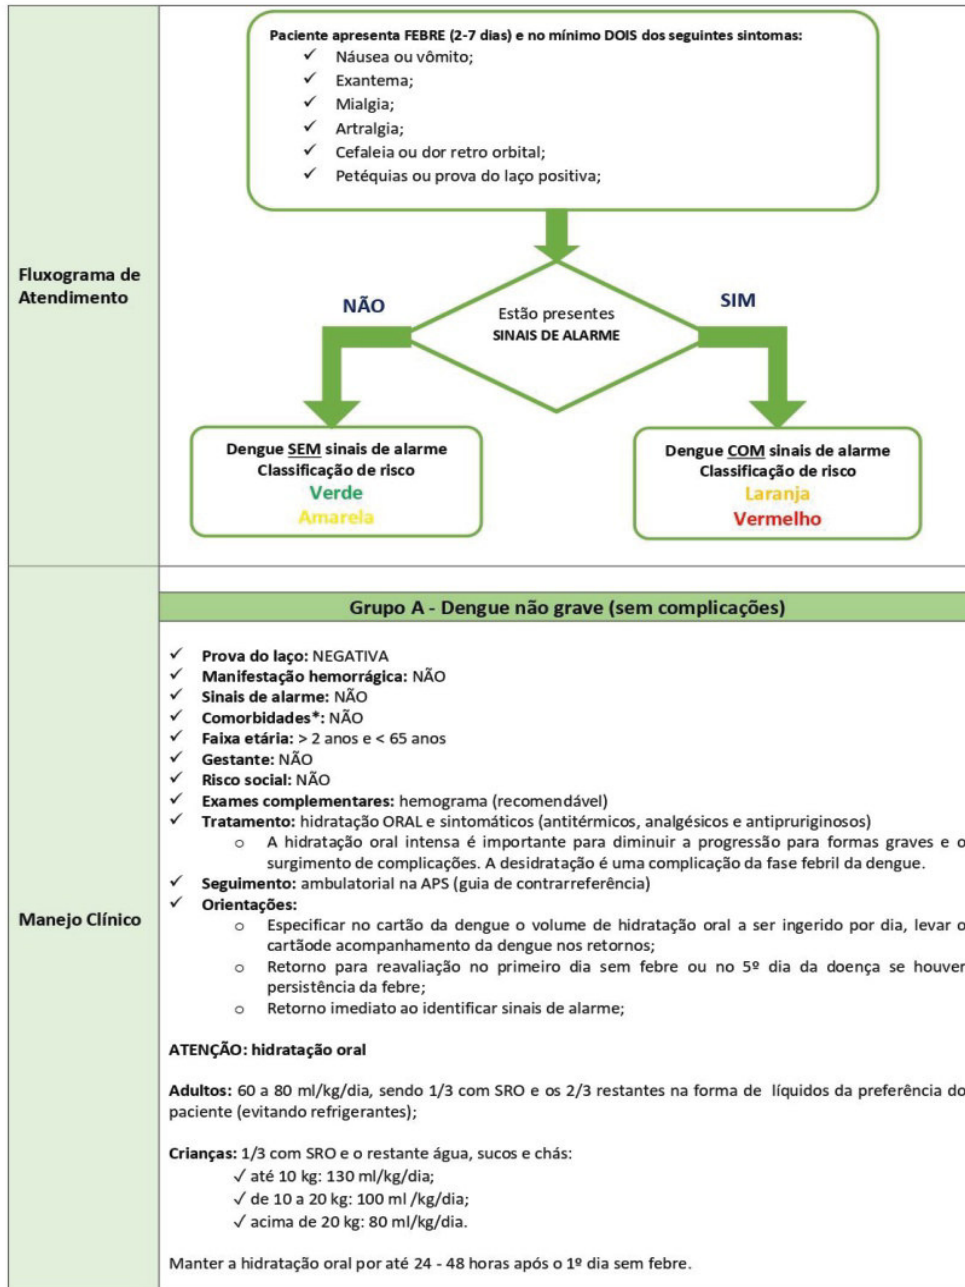 Paciente apresenta FEBRE (2-7 dias) e no mínimo DOIS dos seguintes sintomas:
✓ Náusea ou vômito;
✓ Exantema;
✓ Mialgia;
✓ Artralgia;
✓ Cefaleia ou dor retro orbital;
✓ Petéquias ou prova do laço positiva;
Fluxograma de
Atendimento
NÃO
SIM
Estão presentes
SINAIS DE ALARME
Dengue SEM sinais de alarme
Classificação de risco
Verde
Amarela
Dengue COM sinais de alarme
Classificação de risco
Laranja
Vermelho
Manejo Clínico
Grupo A - Dengue não grave (sem complicações)
✓ Prova do laço: NEGATIVA
✓ Manifestação hemorrágica: NÃO
✓ Sinais de alarme: NÃO
✓ Comorbidades*: NÃO
✓ Faixa etária: > 2 anos e < 65 anos
✓ Gestante: NÃO
✓ Risco social: NÃO
✓ Exames complementares: hemograma (recomendável)
✓ Tratamento: hidratação ORAL e sintomáticos (antitérmicos, analgésicos e antipruriginosos)
o A hidratação oral intensa é importante para diminuir a progressão para formas graves e o
surgimento de complicações. A desidratação é uma complicação da fase febril da dengue.
✓ Seguimento: ambulatorial na APS (guia de contrarreferência)
✓ Orientações:
o Especificar no cartão da dengue o volume de hidratação oral a ser ingerido por dia, levar o
cartãode acompanhamento da dengue nos retornos;
o Retorno para reavaliação no primeiro dia sem febre ou no 5º dia da doença se houver
persistência da febre;
o Retorno imediato ao identificar sinais de alarme;
ATENÇÃO: hidratação oral
Adultos: 60 a 80 ml/kg/dia, sendo 1/3 com SRO e os 2/3 restantes na forma de líquidos da preferência do
paciente (evitando refrigerantes);
Crianças: 1/3 com SRO e o restante água, sucos e chás:
✓ até 10 kg: 130 ml/kg/dia;
✓ de 10 a 20 kg: 100 ml /kg/dia;
✓ acima de 20 kg: 80 ml/kg/dia.
Manter a hidratação oral por até 24 - 48 horas após o 1º dia sem febre.